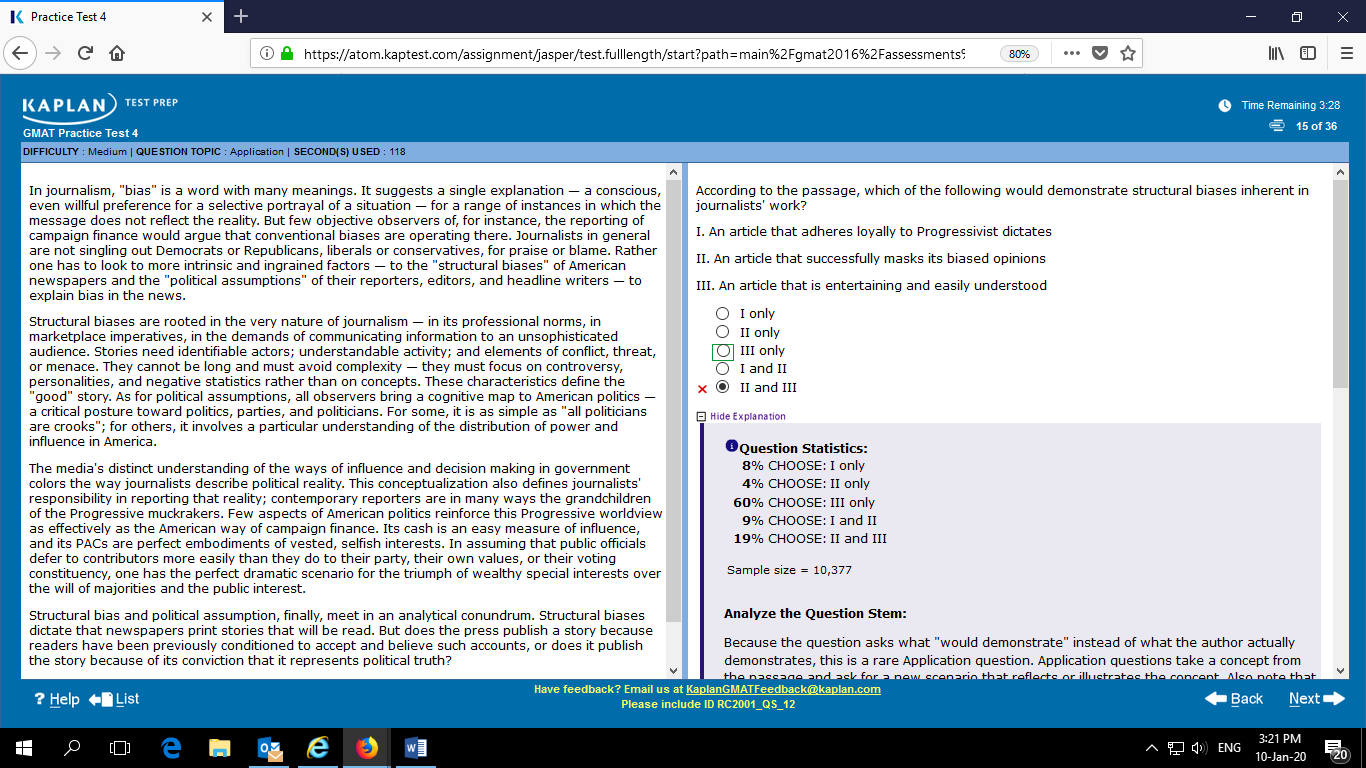 Practice Test 4
https://atom.kaptest.com/assignment/jasper/test.fulllength/start?path=main%2Fgmat2016%2Fassessments%
80%
KAPLAN TEST PREP
GMAT Practice Test 4
Time Remaining 3:28
15 of 36
DIFFICULTY : Medium | QUESTION TOPIC : Application | SECOND(S) USED : 118
In journalism, "bias" is a word with many meanings. It suggests a single explanation — a conscious,
even willful preference for a selective portrayal of a situation — for a range of instances in which the
message does not reflect the reality. But few objective observers of, for instance, the reporting of
campaign finance would argue that conventional biases are operating there. Journalists in general
are not singling out Democrats or Republicans, liberals or conservatives, for praise or blame. Rather
one has to look to more intrinsic and ingrained factors — to the "structural biases" of American
newspapers and the "political assumptions" of their reporters, editors, and headline writers — to
explain bias in the news.
Structural biases are rooted in the very nature of journalism — in its professional norms, in
marketplace imperatives, in the demands of communicating information to an unsophisticated
audience. Stories need identifiable actors; understandable activity; and elements of conflict, threat,
or menace. They cannot be long and must avoid complexity — they must focus on controversy,
personalities, and negative statistics rather than on concepts. These characteristics define the
"good" story. As for political assumptions, all observers bring a cognitive map to American politics —
a critical posture toward politics, parties, and politicians. For some, it is as simple as "all politicians
are crooks"; for others, it involves a particular understanding of the distribution of power and
influence in America.
The media's distinct understanding of the ways of influence and decision making in government
colors the way journalists describe political reality. This conceptualization also defines journalists'
responsibility in reporting that reality; contemporary reporters are in many ways the grandchildren
of the Progressive muckrakers. Few aspects of American politics reinforce this Progressive worldview
as effectively as the American way of campaign finance. Its cash is an easy measure of influence,
and its PACs are perfect embodiments of vested, selfish interests. In assuming that public officials
defer to contributors more easily than they do to their party, their own values, or their voting
constituency, one has the perfect dramatic scenario for the triumph of wealthy special interests over
the will of majorities and the public interest.
Structural bias and political assumption, finally, meet in an analytical conundrum. Structural biases
dictate that newspapers print stories that will be read. But does the press publish a story because
readers have been previously conditioned to accept and believe such accounts, or does it publish
the story because of its conviction that it represents political truth?
According to the passage, which of the following would demonstrate structural biases inherent in
journalists' work?
I. An article that adheres loyally to Progressivist dictates
II. An article that successfully masks its biased opinions
III. An article that is entertaining and easily understood
I only
II only
III only
I and II
II and III
Hide Explanation
Question Statistics:
8% CHOOSE: I only
4% CHOOSE: II only
60% CHOOSE: III only
9% CHOOSE: I and II
19% CHOOSE: II and III
Sample size = 10,377
Analyze the Question Stem:
Because the question asks what "would demonstrate" instead of what the author actually
demonstrates, this is a rare Application question. Application questions take a concept from
the passage and ask for a new scenario that reflects or illustrates the concept. Also note that
? Help
List
Have feedback? Email us at KaplanGMATFeedback@kaplan.com
Please include ID RC2001_QS_12
Back
Next
ENG
3:21 PM
10-Jan-20
20